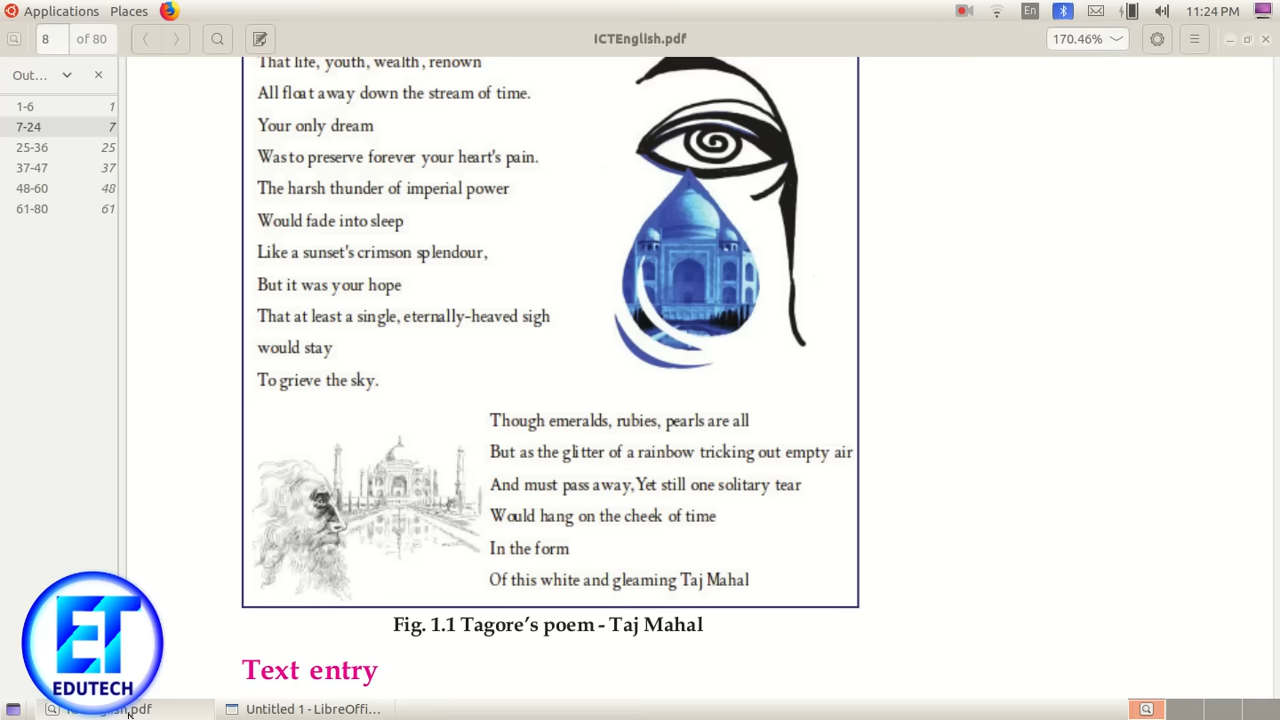 Applications Places En 11:24 PM
8 of 80 ICTEnglish.pdf 170.46%
Out...
1-6 1
7-24 7
25-36 25
37-47 37
48-60 48
61-80 61
That life, youth, wealth, renown
All float away down the stream of time.
Your only dream
Was to preserve forever your heart's pain.
The harsh thunder of imperial power
Would fade into sleep
Like a sunset's crimson splendour,
But it was your hope
That at least a single, eternally-heaved sigh
would stay
To grieve the sky.
Though emeralds, rubies, pearls are all
But as the glitter of a rainbow tricking out empty air
And must pass away, Yet still one solitary tear
Would hang on the cheek of time
In the form
Of this white and gleaming Taj Mahal
Fig. 1.1 Tagore's poem - Taj Mahal
Text entry
ET
EDUTECH
Untitled 1 - LibreOffi...